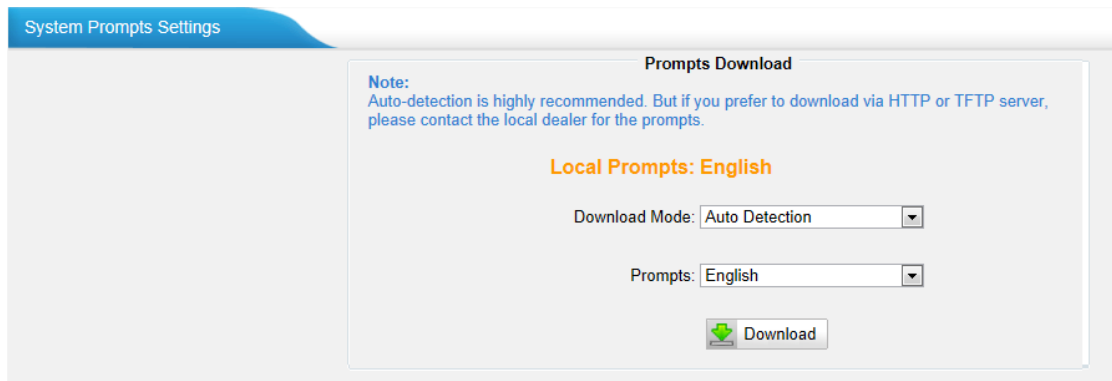 System Prompts Settings
Prompts Download
Note:
Auto-detection is highly recommended. But if you prefer to download via HTTP or TFTP server,
please contact the local dealer for the prompts.
Local Prompts: English
Download Mode: Auto Detection
Prompts: English
Download